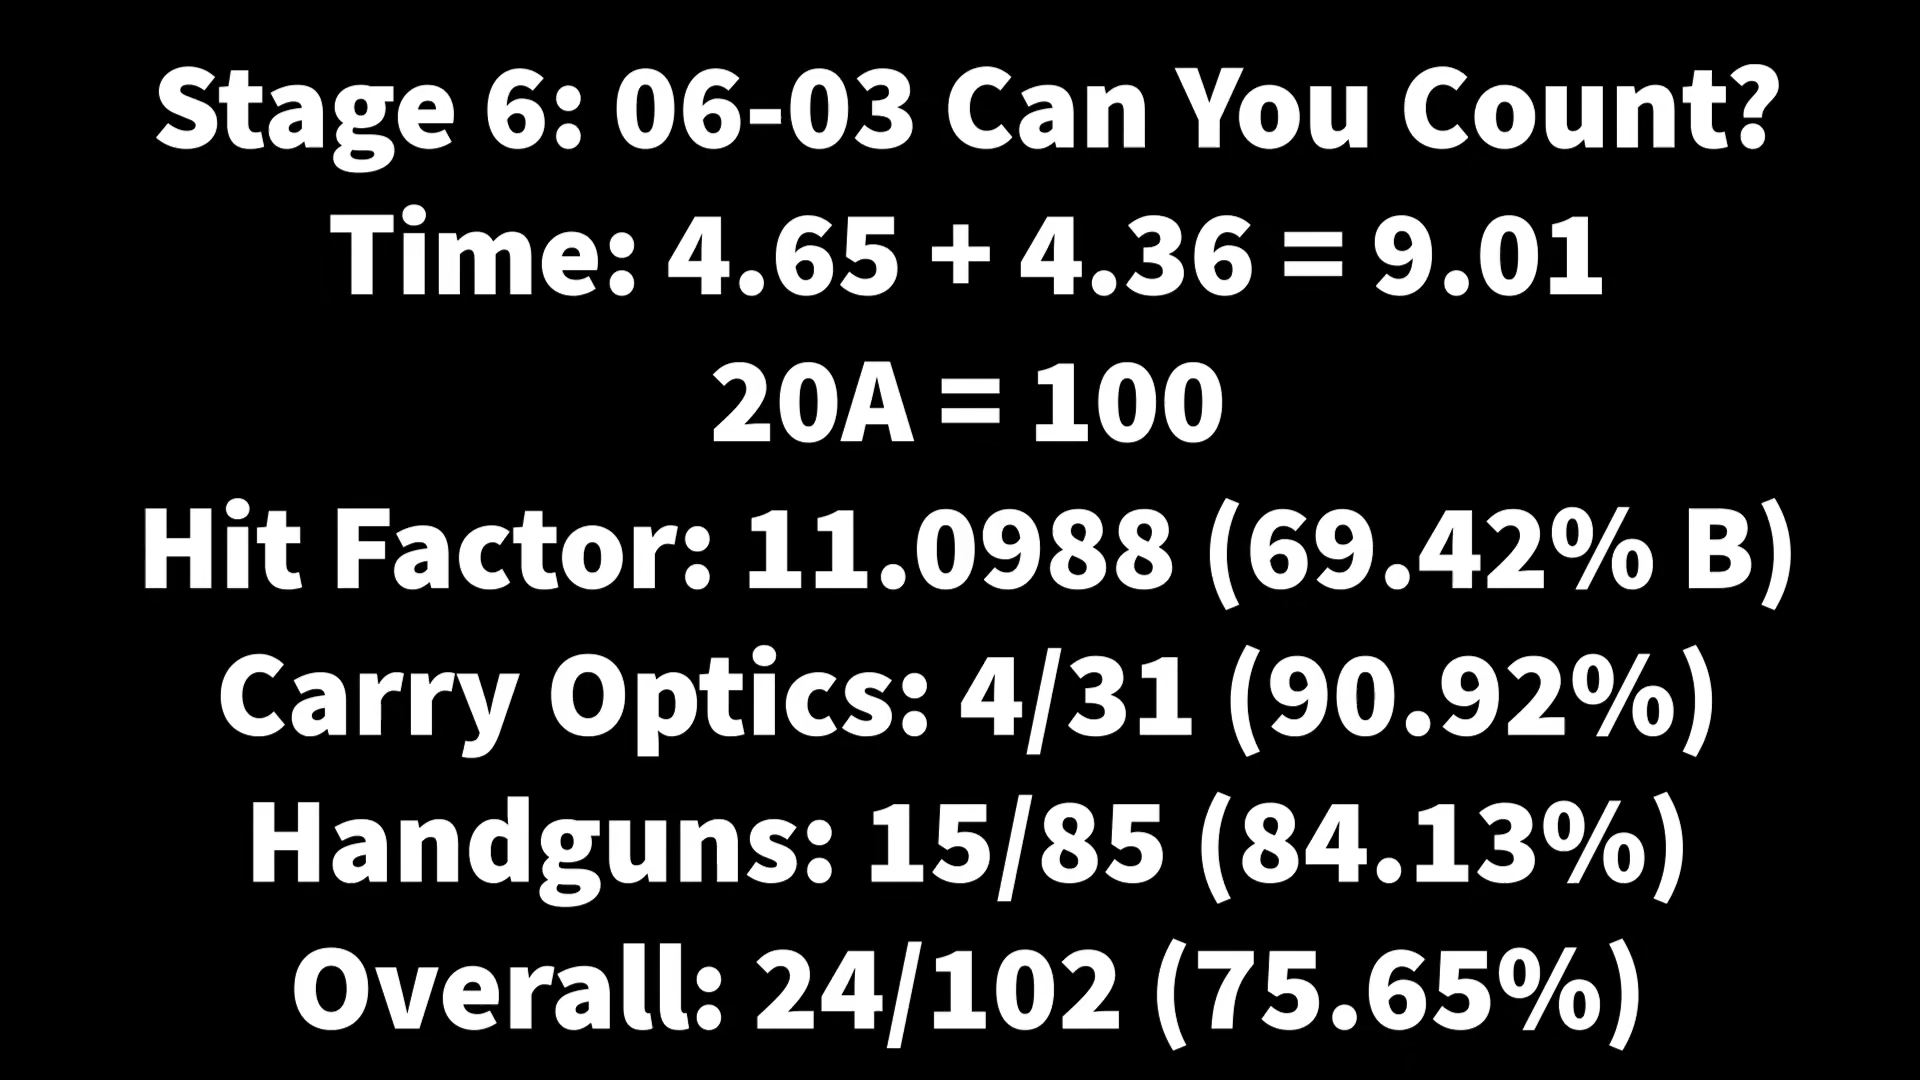 Stage 6: 06-03 Can You Count?
Time: 4.65 + 4.36 = 9.01
20A = 100
Hit Factor: 11.0988 (69.42% B)
Carry Optics: 4/31 (90.92%)
Handguns: 15/85 (84.13%)
Overall: 24/102 (75.65%)